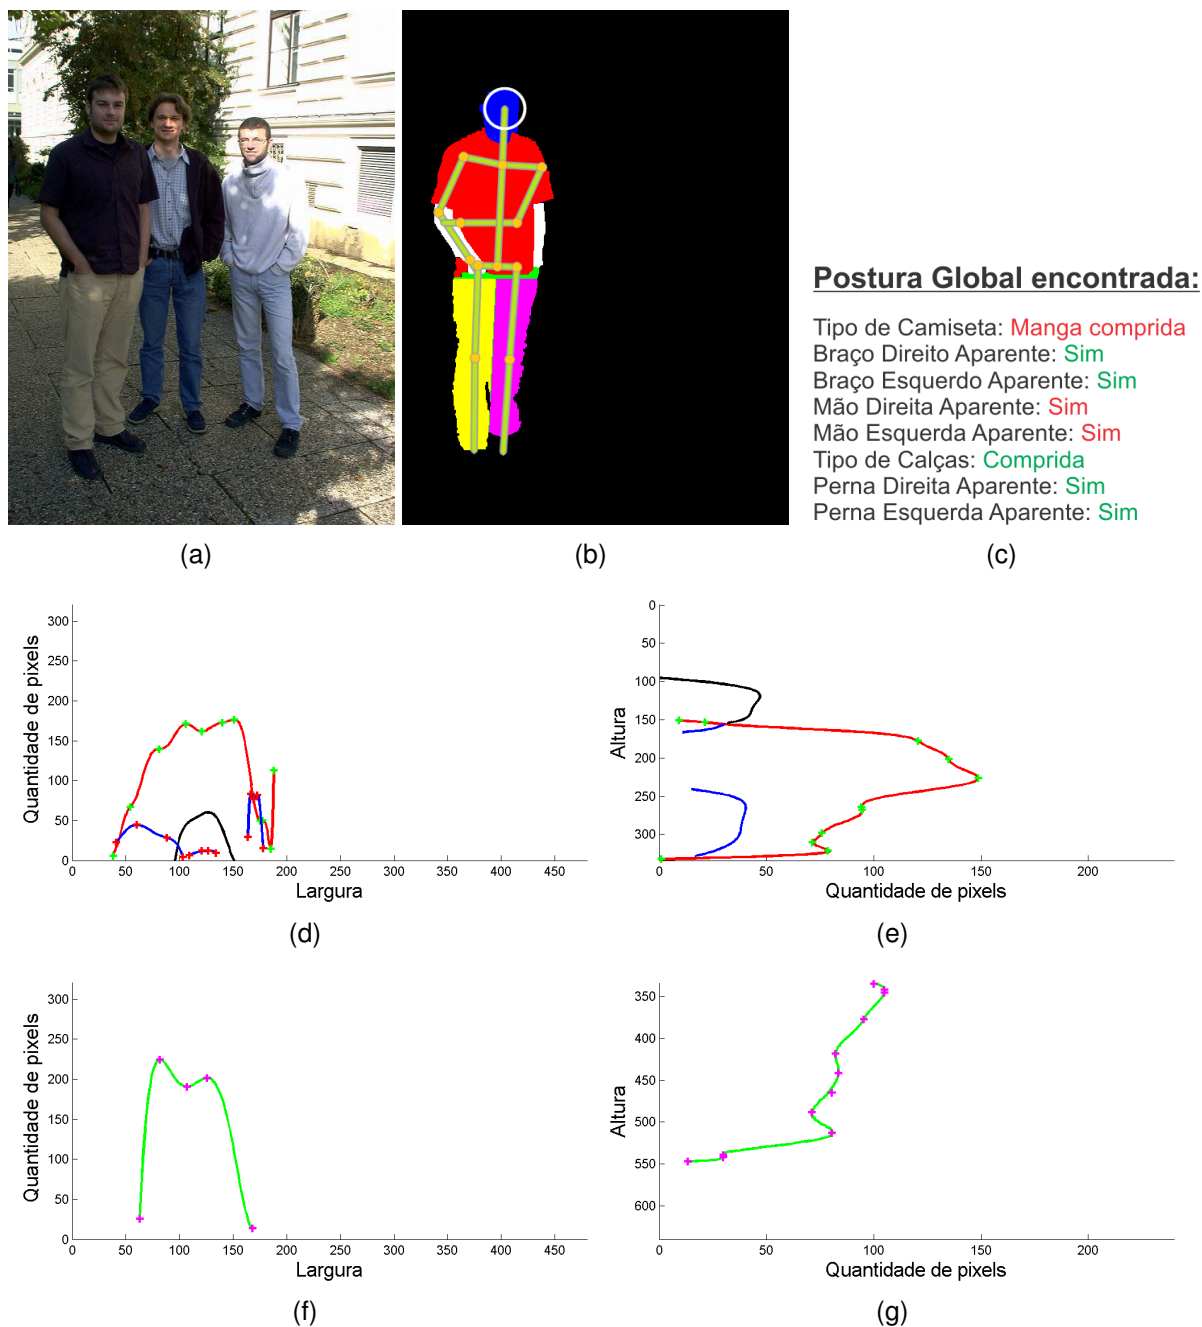 Postura Global encontrada:
Tipo de Camiseta: Manga comprida
Braço Direito Aparente: Sim
Braço Esquerdo Aparente: Sim
Mão Direita Aparente: Sim
Mão Esquerda Aparente: Sim
Tipo de Calças: Comprida
Perna Direita Aparente: Sim
Perna Esquerda Aparente: Sim
(a)
(b)
(c)
Quantidade de pixels
300
250
200
150
100
50
0
0 50 100 150 200 250 300 350 400 450
Largura
(d)
Altura
0
50
100
150
200
250
300
0 50 100 150 200
Quantidade de pixels
(e)
Quantidade de pixels
300
250
200
150
100
50
0
0 50 100 150 200 250 300 350 400 450
Largura
(f)
Altura
350
400
450
500
550
600
0 50 100 150 200
Quantidade de pixels
(g)